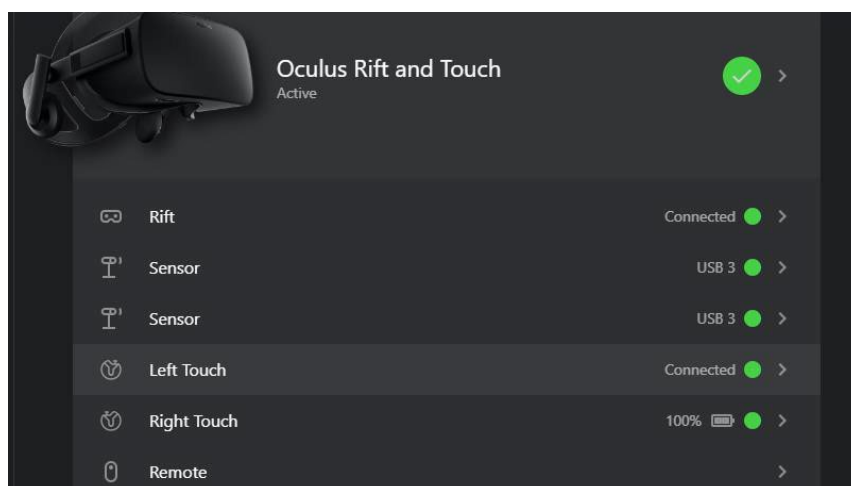 Oculus Rift and Touch
Active
Rift Connected
Sensor USB 3
Sensor USB 3
Left Touch Connected
Right Touch 100%
Remote